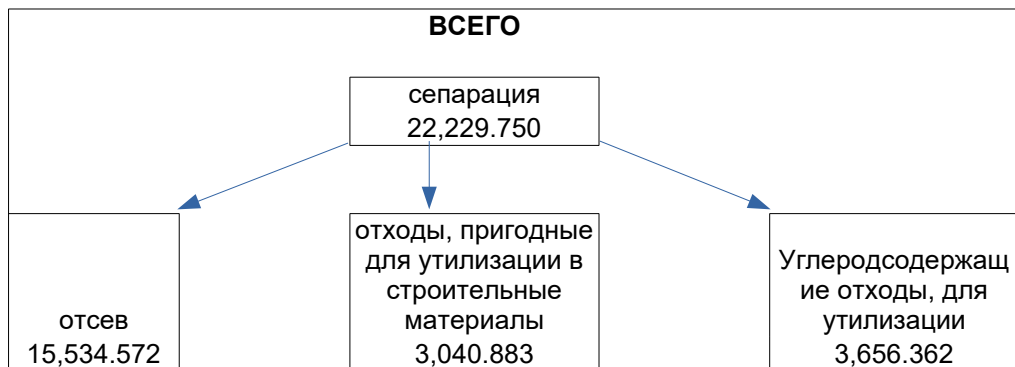 ВСЕГО
сепарация
22,229.750
отсев
15,534.572
отходы, пригодные
для утилизации в
строительные
материалы
3,040.883
Углеродсодержащ
ие отходы, для
утилизации
3,656.362